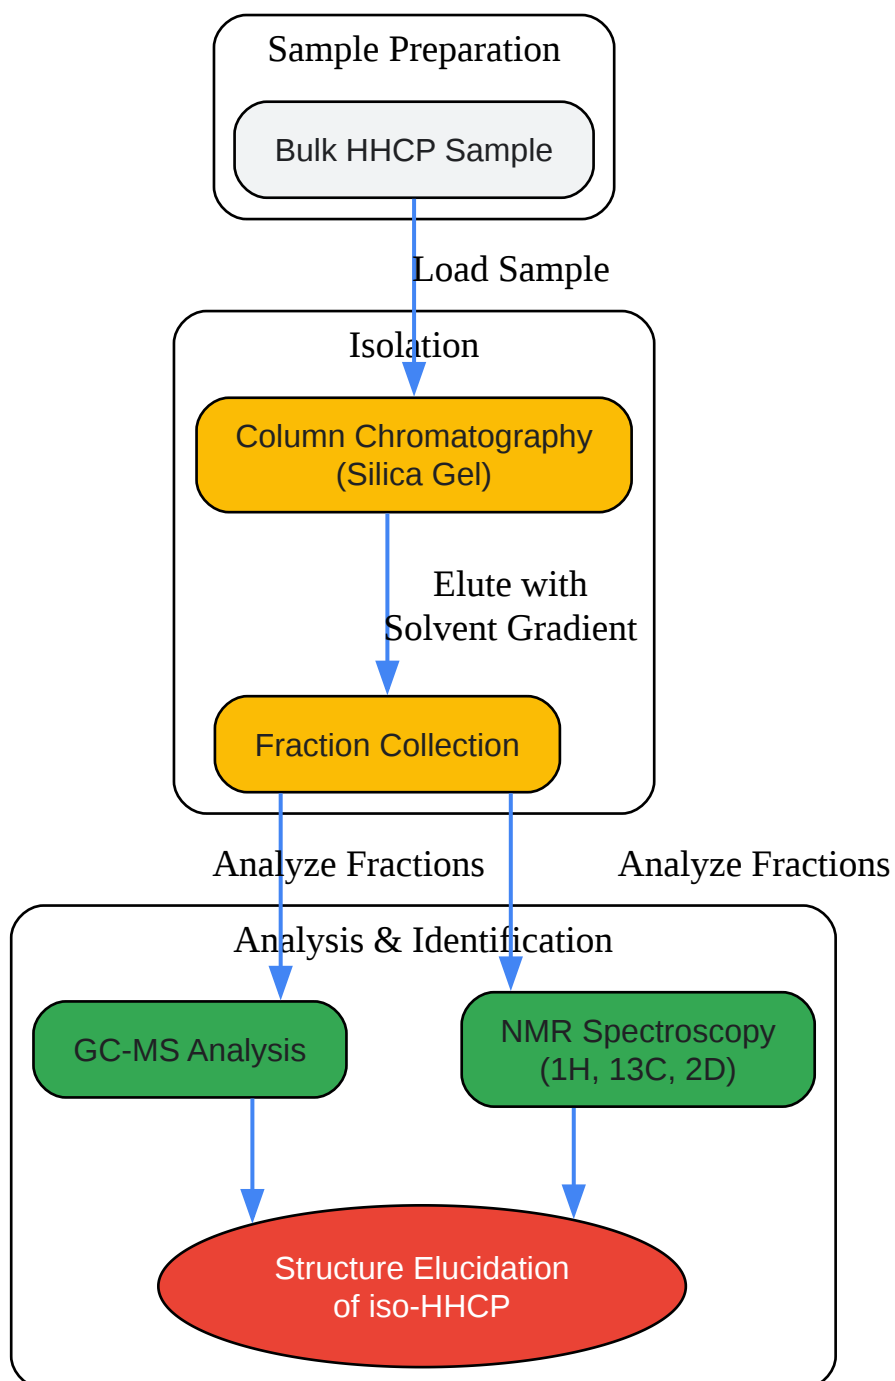 Sample Preparation
Bulk HHCP Sample
Load Sample
Isolation
Column Chromatography
(Silica Gel)
Elute with
Solvent Gradient
Fraction Collection
Analyze Fractions
Analyze Fractions
Analysis & Identification
GC-MS Analysis
NMR Spectroscopy
(1H, 13C, 2D)
Structure Elucidation
of iso-HHCP